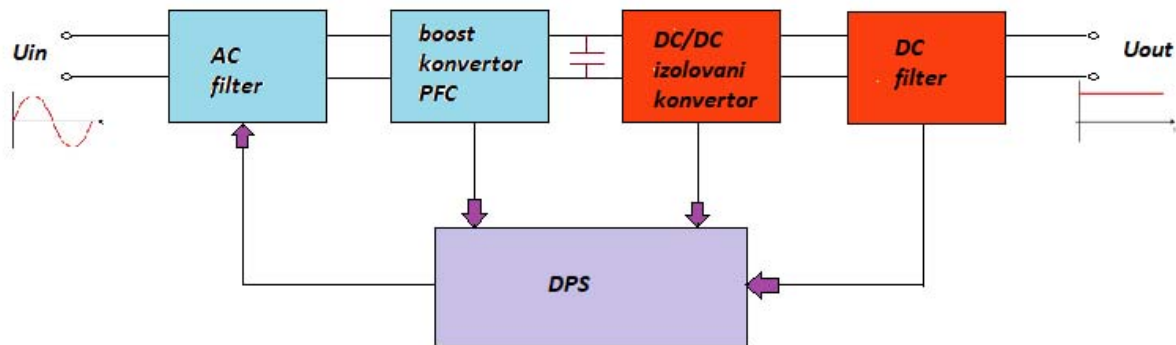 Uin
AC
filter
boost
konvertor
PFC
DC/DC
izolovani
konvertor
DC
filter
Uout
DPS